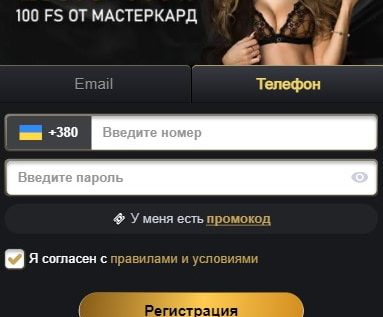 100 FS ОТ МАСТЕРКАРД
Email
Телефон
+380 Введите номер
Введите пароль
У меня есть промокод
Я согласен с правилами и условиями
Регистрация